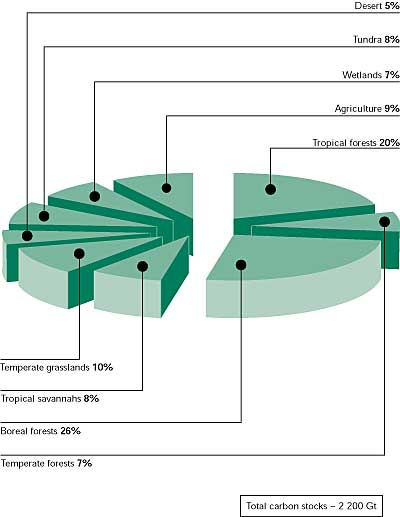 Desert 5%
Tundra 8%
Wetlands 7%
Agriculture 9%
Tropical forests 20%
Temperate grasslands 10%
Tropical savannahs 8%
Boreal forests 26%
Temperate forests 7%
Total carbon stocks – 2 200 Gt